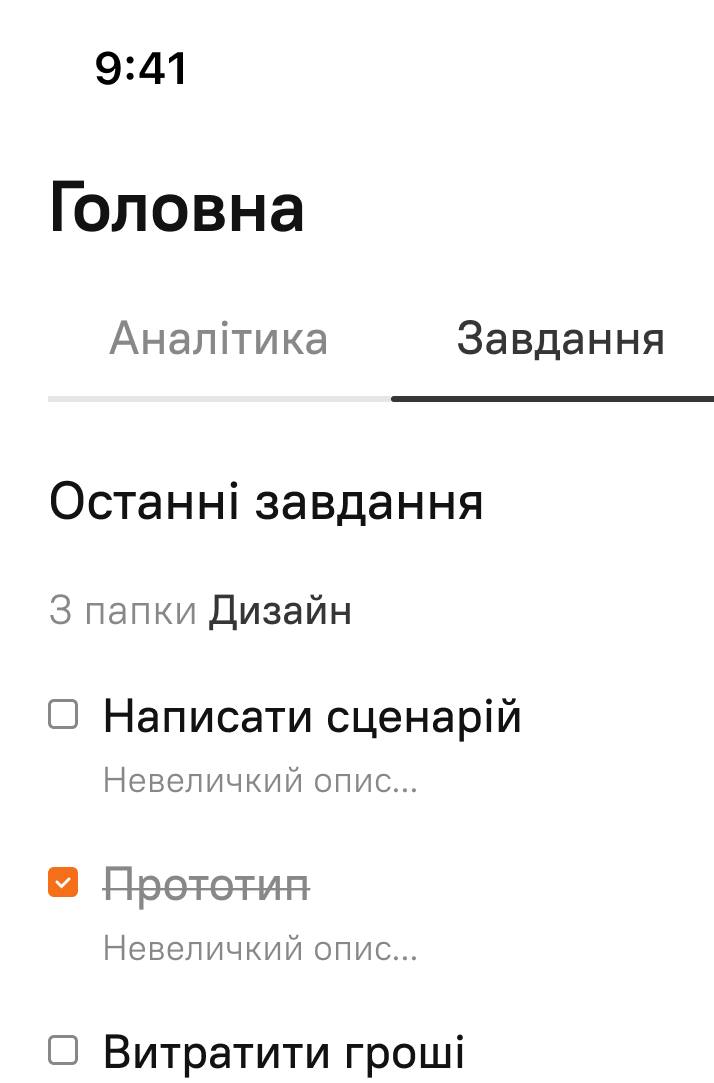 9:41
Головна
Аналітика Завдання
Останні завдання
З папки Дизайн
Написати сценарій
Невеличкий опис...
Прототип
Невеличкий опис...
Витратити гроші